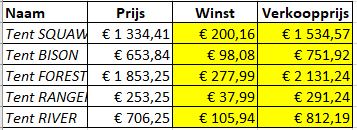 Naam Prijs Winst Verkoopprijs
Tent SQUAW € 1 334,41 € 200,16 € 1 534,57
Tent BISON € 653,84 € 98,08 € 751,92
Tent FOREST € 1 853,25 € 277,99 € 2 131,24
Tent RANGE € 253,25 € 37,99 € 291,24
Tent RIVER € 706,25 € 105,94 € 812,19